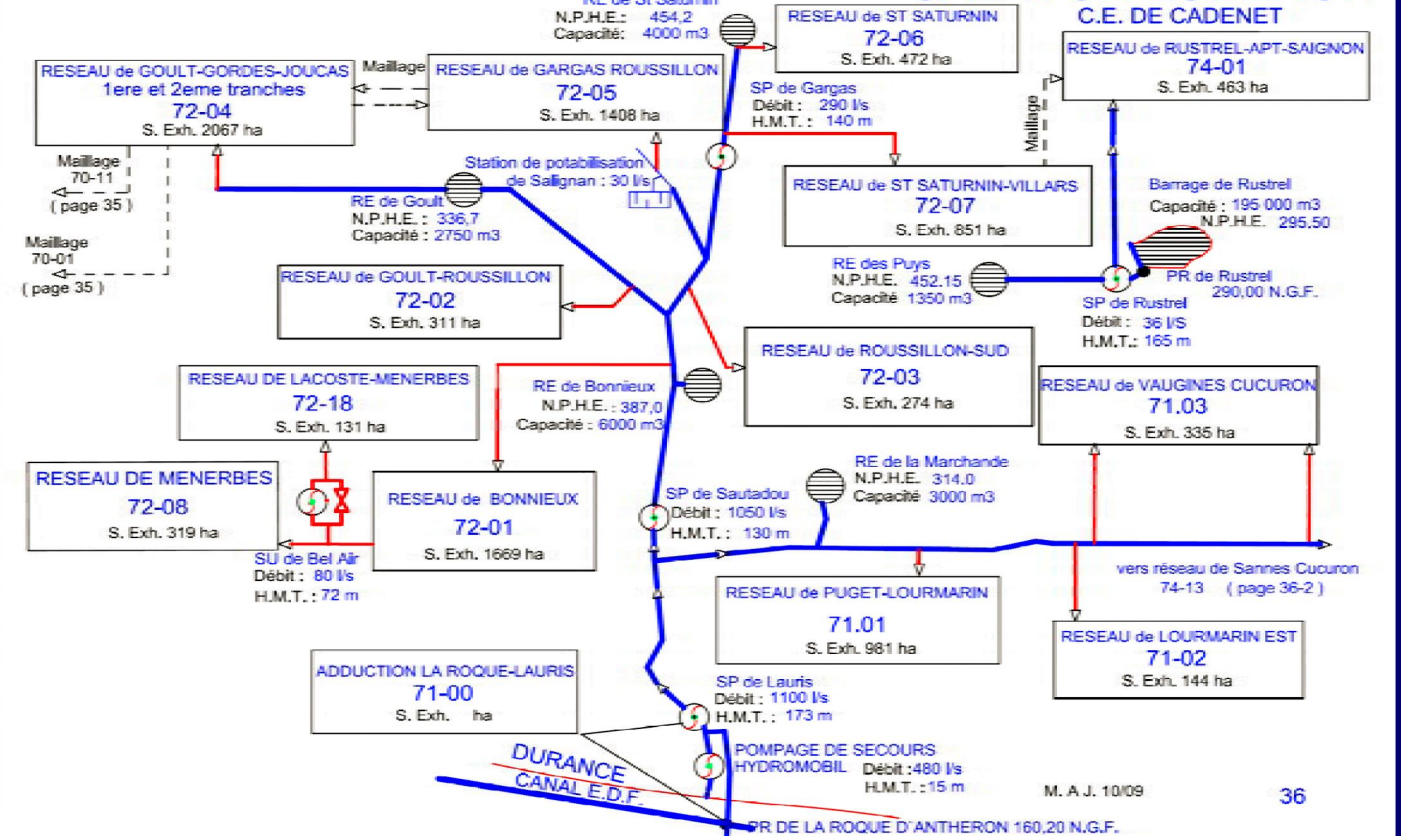 RE de St Saturnin
N.P.H.E.: 454,2
Capacité: 4000 m3
C.E. DE CADENET
RESEAU de ST SATURNIN
72-06
S. Exh. 472 ha
RESEAU de RUSTREL-APT-SAIGNON
74-01
S. Exh. 463 ha
RESEAU de GOULT-GORDES-JOUCAS
1ere et 2eme tranches
72-04
S. Exh. 2067 ha
Maillage
RESEAU de GARGAS ROUSSILLON
72-05
S. Exh. 1408 ha
SP de Gargas
Débit : 290 l/s
H.M.T. : 140 m
Maillage
Maillage
70-11
( page 35 )
Maillage
70-01
( page 35 )
Station de potabilisation
de Salignan : 30 l/s
RE de Goult
N.P.H.E. : 336,7
Capacité : 2750 m3
RESEAU de ST SATURNIN-VILLARS
72-07
S. Exh. 851 ha
Barrage de Rustrel
Capacité : 195 000 m3
N.P.H.E. 295.50
RE des Puys
N.P.H.E. 452.15
Capacité 1350 m3
PR de Rustrel
290,00 N.G.F.
SP de Rustrel
Débit : 36 l/S
H.M.T.: 165 m
RESEAU de GOULT-ROUSSILLON
72-02
S. Exh. 311 ha
RESEAU de ROUSSILLON-SUD
72-03
S. Exh. 274 ha
RESEAU DE LACOSTE-MENERBES
72-18
S. Exh. 131 ha
RE de Bonnieux
N.P.H.E. : 387,0
Capacité : 6000 m3
RESEAU de VAUGINES CUCURON
71.03
S. Exh. 335 ha
RESEAU DE MENERBES
72-08
S. Exh. 319 ha
RESEAU de BONNIEUX
72-01
S. Exh. 1669 ha
SU de Bel Air
Débit : 80 l/s
H.M.T. : 72 m
SP de Sautadou
Débit : 1050 l/s
H.M.T. : 130 m
RE de la Marchande
N.P.H.E. 314.0
Capacité 3000 m3
vers réseau de Sannes Cucuron
74-13 ( page 36-2 )
RESEAU de PUGET-LOURMARIN
71.01
S. Exh. 981 ha
RESEAU de LOURMARIN EST
71-02
S. Exh. 144 ha
ADDUCTION LA ROQUE-LAURIS
71-00
S. Exh. ha
SP de Lauris
Débit : 1100 l/s
H.M.T. : 173 m
POMPAGE DE SECOURS
HYDROMOBIL Débit :480 l/s
H.M.T. :15 m
DURANCE
CANAL E.D.F.
M. A J. 10/09
36
PR DE LA ROQUE D'ANTHERON 160,20 N.G.F.